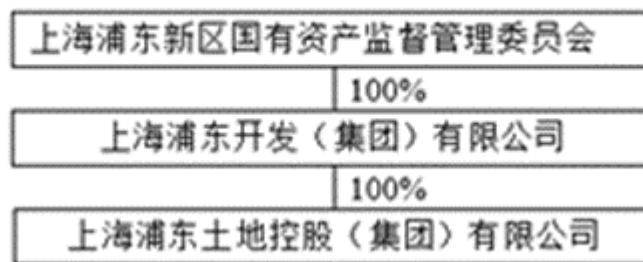 上海浦东新区国有资产监督管理委员会
100%
上海浦东开发（集团）有限公司
100%
上海浦东土地控股（集团）有限公司